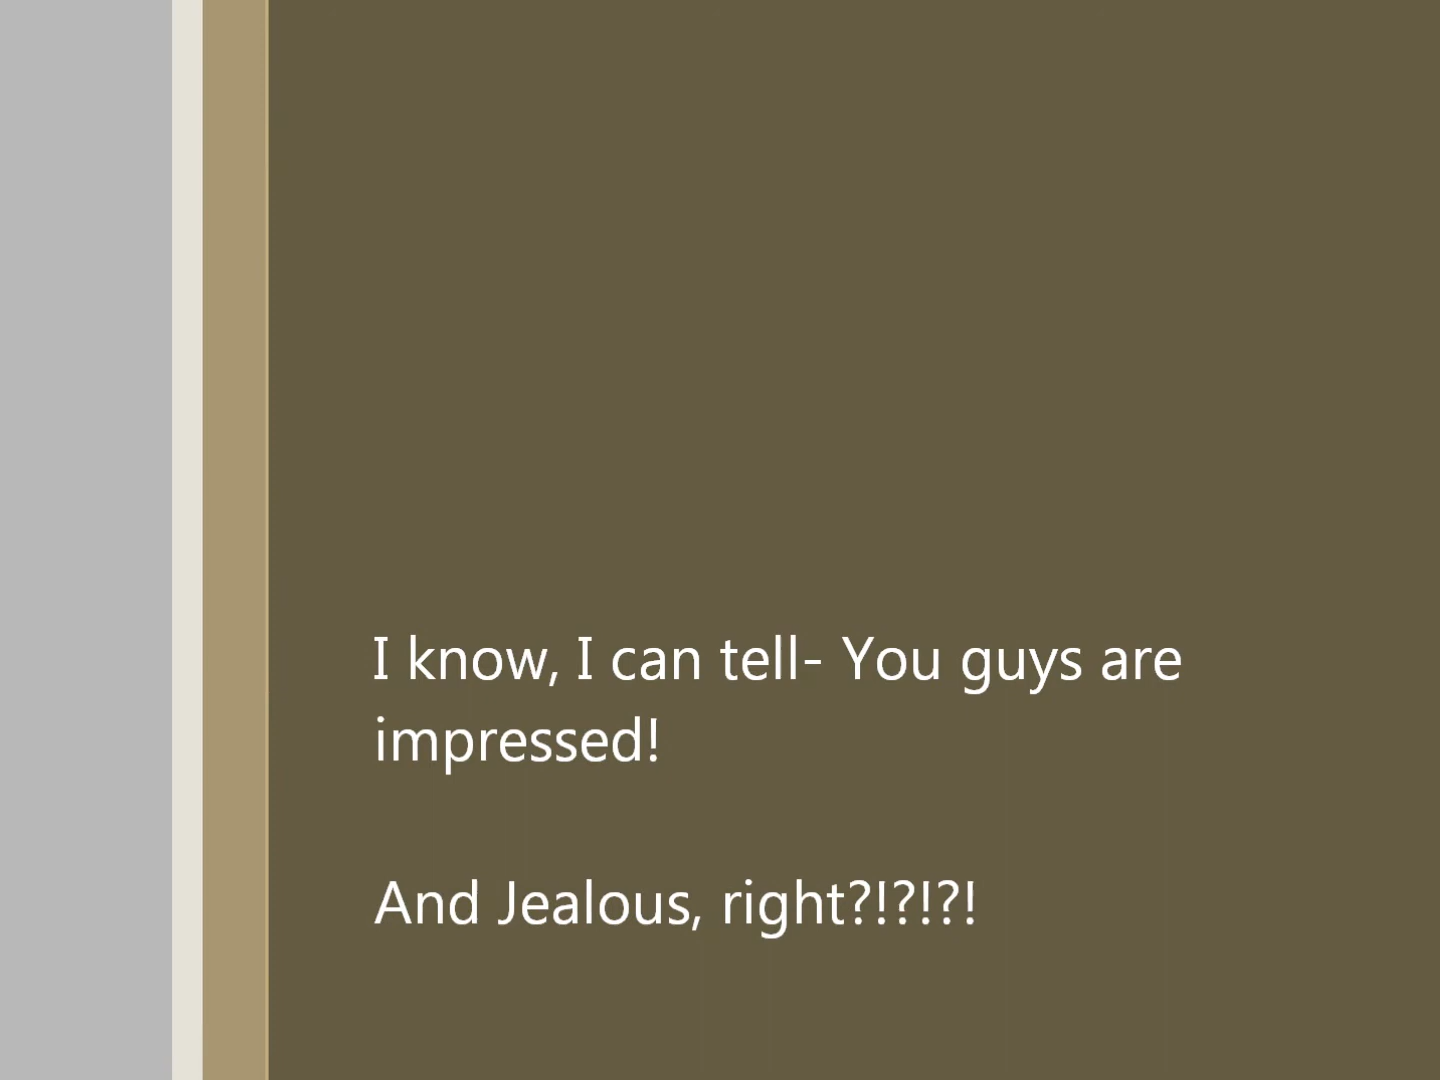 I know, I can tell- You guys are
impressed!
And Jealous, right?!?!?!